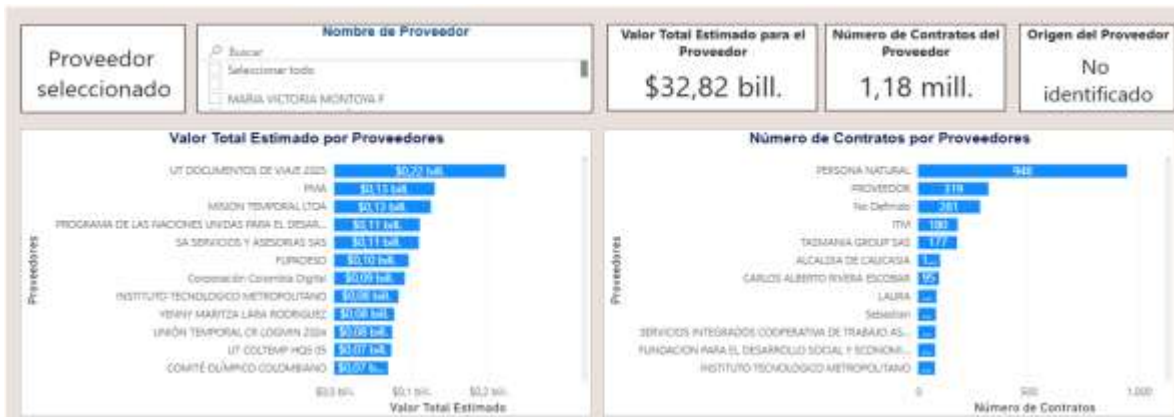 Proveedor
seleccionado
Nombre de Proveedor
Buscar
Seleccionar todo
MARIA VICTORIA MONTOYA P
Valor Total Estimado para el
Proveedor
$32,82 bill.
Número de Contratos del
Proveedor
1,18 mill.
Origen del Proveedor
No
identificado
Valor Total Estimado por Proveedores
Proveedores
UT DOCUMENTOS DE VIAJE 2025 $0,22 bill.
PMA $0,13 bill.
MISION TEMPORAL LTDA $0,13 bill.
PROGRAMA DE LAS NACIONES UNIDAS PARA EL DESAR... $0,11 bill.
SA SERVICIOS Y ASESORIAS SAS $0,11 bill.
FUPADESO $0,10 bill.
Corporación Colombia Digital $0,09 bill.
INSTITUTO TECNOLOGICO METROPOLITANO $0,08 bill.
YENNY MARITZA LARA RODRIGUEZ $0,08 bill.
UNIÓN TEMPORAL CR LOGMIN 2024 $0,08 bill.
UT COLTEMP HQS 05 $0,07 bill.
COMITÉ OLÍMPICO COLOMBIANO $0,07 b...
$0,0 bill. $0,1 bill. $0,2 bill.
Valor Total Estimado
Número de Contratos por Proveedores
Proveedores
PERSONA NATURAL 948
PROVEEDOR 319
No Definido 281
ITM 180
TASMANIA GROUP SAS 177
ALCALDIA DE CAUCASIA 1...
CARLOS ALBERTO RIVERA ESCOBAR 95
LAURA ...
Sebastian ...
SERVICIOS INTEGRADOS COOPERATIVA DE TRABAJO AS... ...
FUNDACION PARA EL DESARROLLO SOCIAL Y ECONOMI... ...
INSTITUTO TECNOLOGICO METROPOLITANO ...
0 500 1.000
Número de Contratos